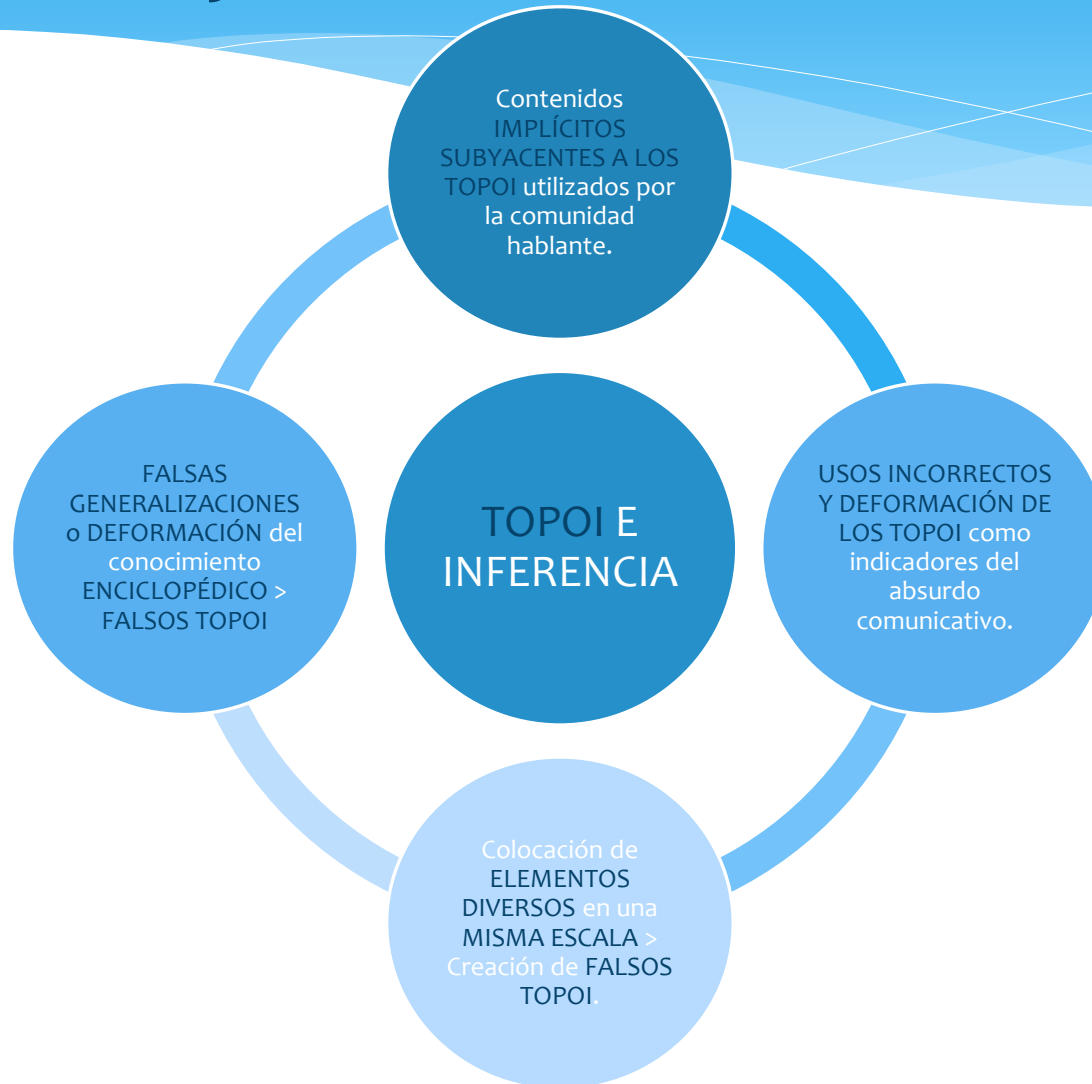 Contenidos
IMPLÍCITOS
SUBYACENTES A LOS
TOPOI utilizados por
la comunidad
hablante.
USOS INCORRECTOS
Y DEFORMACIÓN DE
LOS TOPOI como
indicadores del
absurdo
comunicativo.
Colocación de
ELEMENTOS
DIVERSOS en una
MISMA ESCALA >
Creación de FALSOS
TOPOI.
FALSAS
GENERALIZACIONES
o DEFORMACIÓN del
conocimiento
ENCICLOPÉDICO >
FALSOS TOPOI
TOPOI E
INFERENCIA